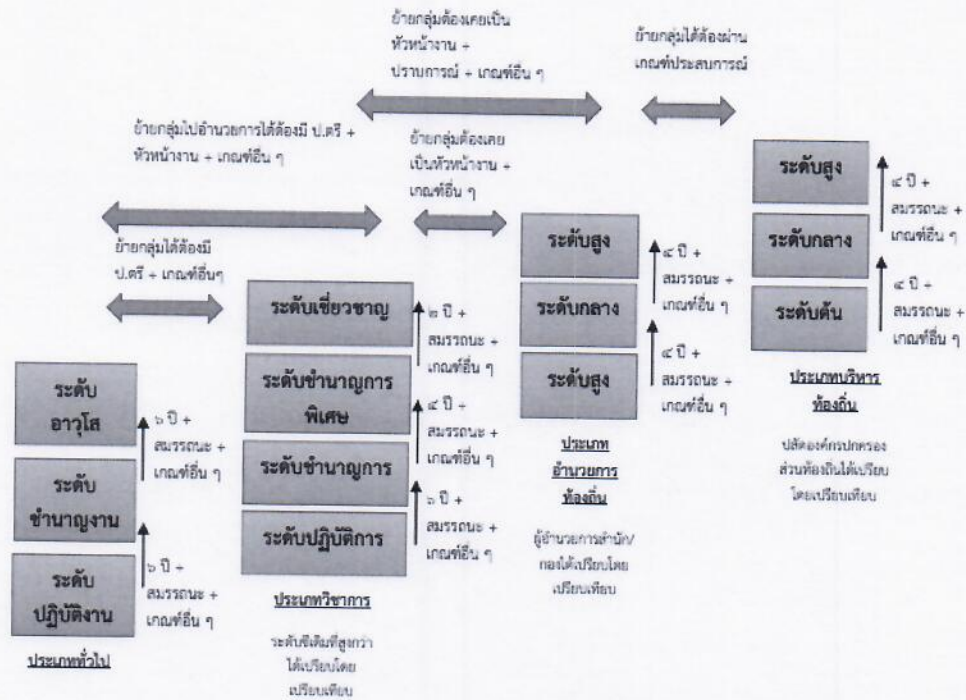 ย้ายกลุ่มต้องเคยเป็น
หัวหน้างาน +
ปราบการณ์ + เกณฑ์อื่น ๆ
ย้ายกลุ่มได้ต้องผ่าน
เกณฑ์ประสบการณ์
ย้ายกลุ่มไปอำนวยการได้ต้องมี ป.ตรี +
หัวหน้างาน + เกณฑ์อื่น ๆ
ย้ายกลุ่มต้องเคย
เป็นหัวหน้างาน +
เกณฑ์อื่น ๆ
ย้ายกลุ่มได้ต้องมี
ป.ตรี + เกณฑ์อื่นๆ
ระดับ
อาวุโส
ระดับ
ชำนาญงาน
ระดับ
ปฏิบัติงาน
๖ ปี +
สมรรถนะ +
เกณฑ์อื่น ๆ
๖ ปี +
สมรรถนะ +
เกณฑ์อื่น ๆ
ประเภททั่วไป
ระดับเชี่ยวชาญ
ระดับชำนาญการ
พิเศษ
ระดับชำนาญการ
ระดับปฏิบัติการ
๒ ปี +
สมรรถนะ +
เกณฑ์อื่น ๆ
๔ ปี +
สมรรถนะ +
เกณฑ์อื่น ๆ
๖ ปี +
สมรรถนะ +
เกณฑ์อื่น ๆ
ประเภทวิชาการ
ระดับซีเดิมที่สูงกว่า
ได้เปรียบโดย
เปรียบเทียบ
ระดับสูง
ระดับกลาง
ระดับสูง
๔ ปี +
สมรรถนะ +
เกณฑ์อื่น ๆ
๔ ปี +
สมรรถนะ +
เกณฑ์อื่น ๆ
ประเภท
อำนวยการ
ท้องถิ่น
ผู้อำนวยการสำนัก/
กองได้เปรียบโดย
เปรียบเทียบ
ระดับสูง
ระดับกลาง
ระดับต้น
๔ ปี +
สมรรถนะ +
เกณฑ์อื่น ๆ
๔ ปี +
สมรรถนะ +
เกณฑ์อื่น ๆ
ประเภทบริหาร
ท้องถิ่น
ปลัดองค์กรปกครอง
ส่วนท้องถิ่นได้เปรียบ
โดยเปรียบเทียบ